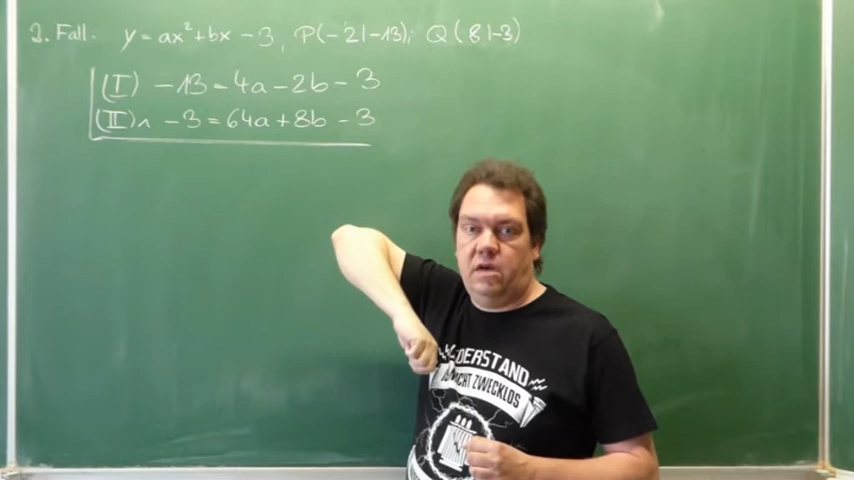 2. Fall: y = ax² + bx - 3, P(-2|-13); Q(8|-3)
(I) -13 = 4a - 2b - 3
(II) ∧ -3 = 64a + 8b - 3
ZWECKLOS